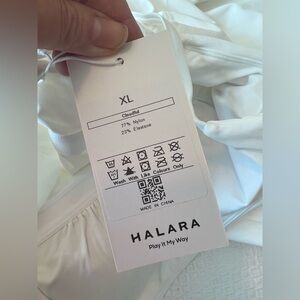 XL
Cloudful
77% Nylon
23% Elastane
Wash With Like Colours Only
MADE IN CHINA
HALARA
Play It My Way